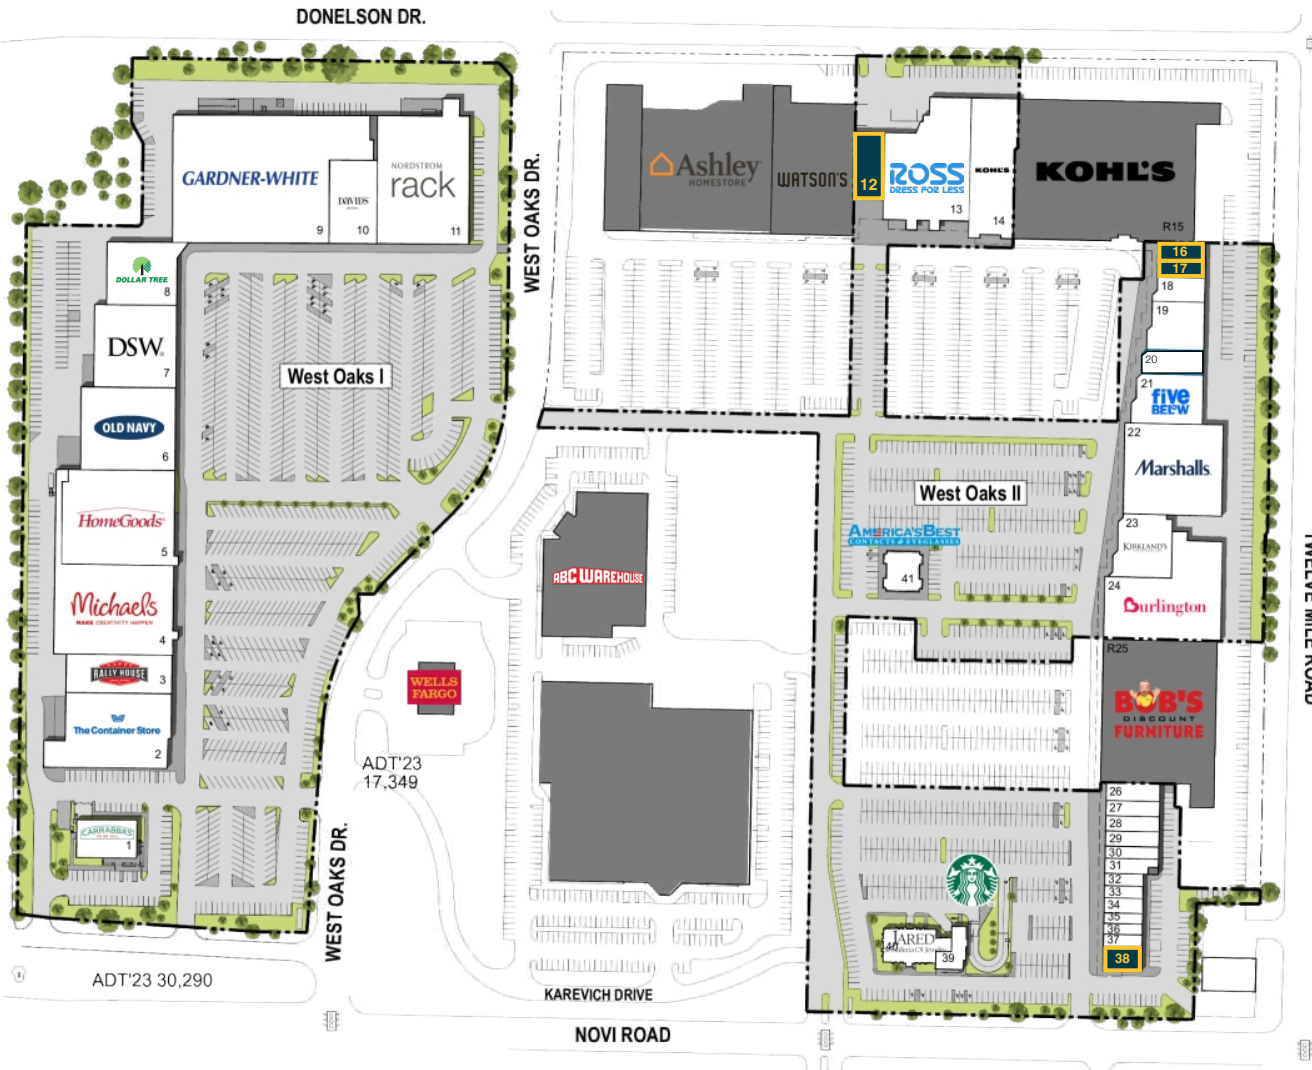 DONELSON DR.
WEST OAKS DR.
GARDNER-WHITE
9
DAVID'S
BRIDAL
10
NORDSTROM
rack
11
DOLLAR TREE
8
DSW
7
OLD NAVY
6
HomeGoods
5
Michaels
MAKE CREATIVITY HAPPEN
4
RALLY HOUSE
3
The Container Store
2
CARRABBA'S
1
West Oaks I
Ashley
HOMESTORE
WATSON'S
12
ROSS
DRESS FOR LESS
13
KOHL'S
14
KOHL'S
R15
16
17
18
19
20
21
five
BEL°W
22
Marshalls
23
KIRKLAND'S
24
Burlington
R25
BOB'S
DISCOUNT
FURNITURE
26
27
28
29
30
31
32
33
34
35
36
37
38
West Oaks II
AMERICA'S BEST
CONTACTS & EYEGLASSES
41
ABC WAREHOUSE
WELLS
FARGO
ADT'23
17,349
JARED
40
39
WEST OAKS DR.
ADT'23 30,290
KAREVICH DRIVE
NOVI ROAD
TWELVE MILE ROAD